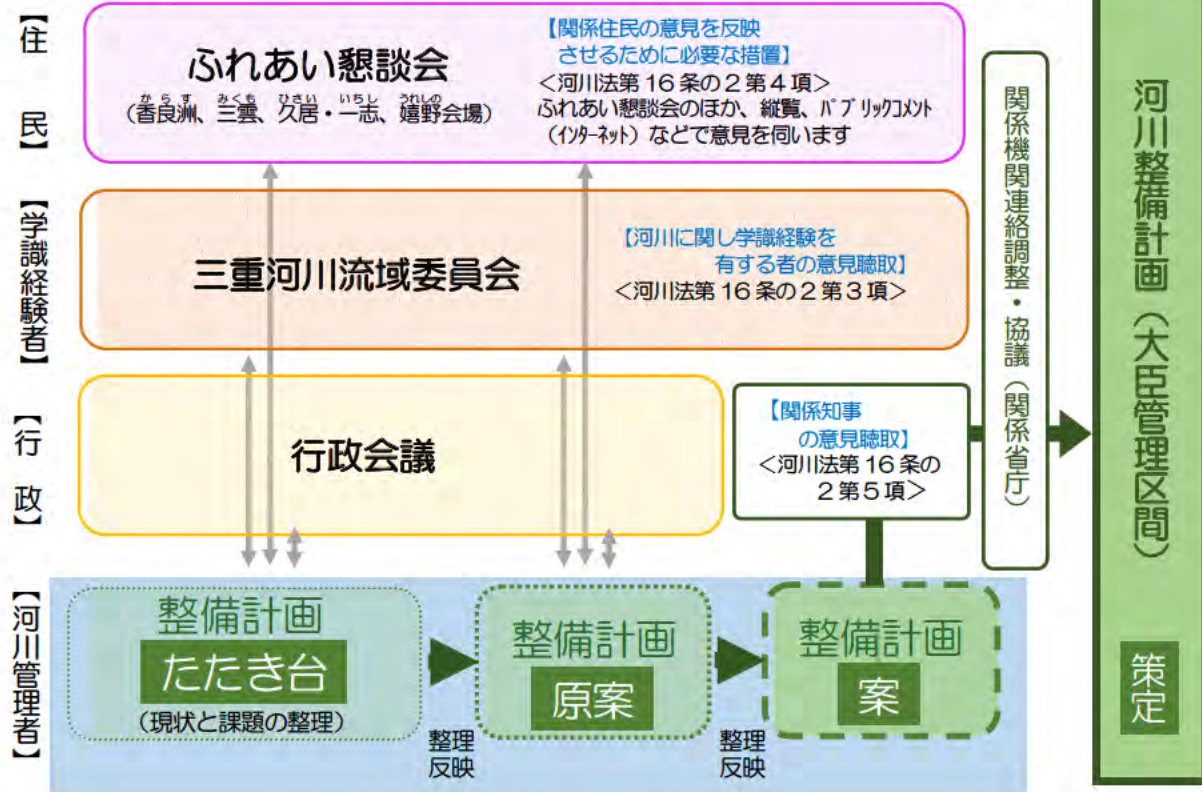 【住民】
ふれあい懇談会
（香良洲、三雲、久居・一志、嬉野会場）
からす
みくも
ひさい
いちし
うれしの
【関係住民の意見を反映
させるために必要な措置】
＜河川法第16条の２第４項＞
ふれあい懇談会のほか、縦覧、ﾊﾟﾌﾞﾘｯｸｺﾒﾝﾄ
（ｲﾝﾀｰﾈｯﾄ）などで意見を伺います
【学識経験者】
三重河川流域委員会
【河川に関し学識経験を
有する者の意見聴取】
＜河川法第16条の２第３項＞
【行政】
行政会議
【関係知事
の意見聴取】
＜河川法第16条の
２第５項＞
【河川管理者】
整備計画
たたき台
（現状と課題の整理）
整理
反映
整備計画
原案
整理
反映
整備計画
案
関係機関連絡調整・協議（関係省庁）
河川整備計画（大臣管理区間）
策定